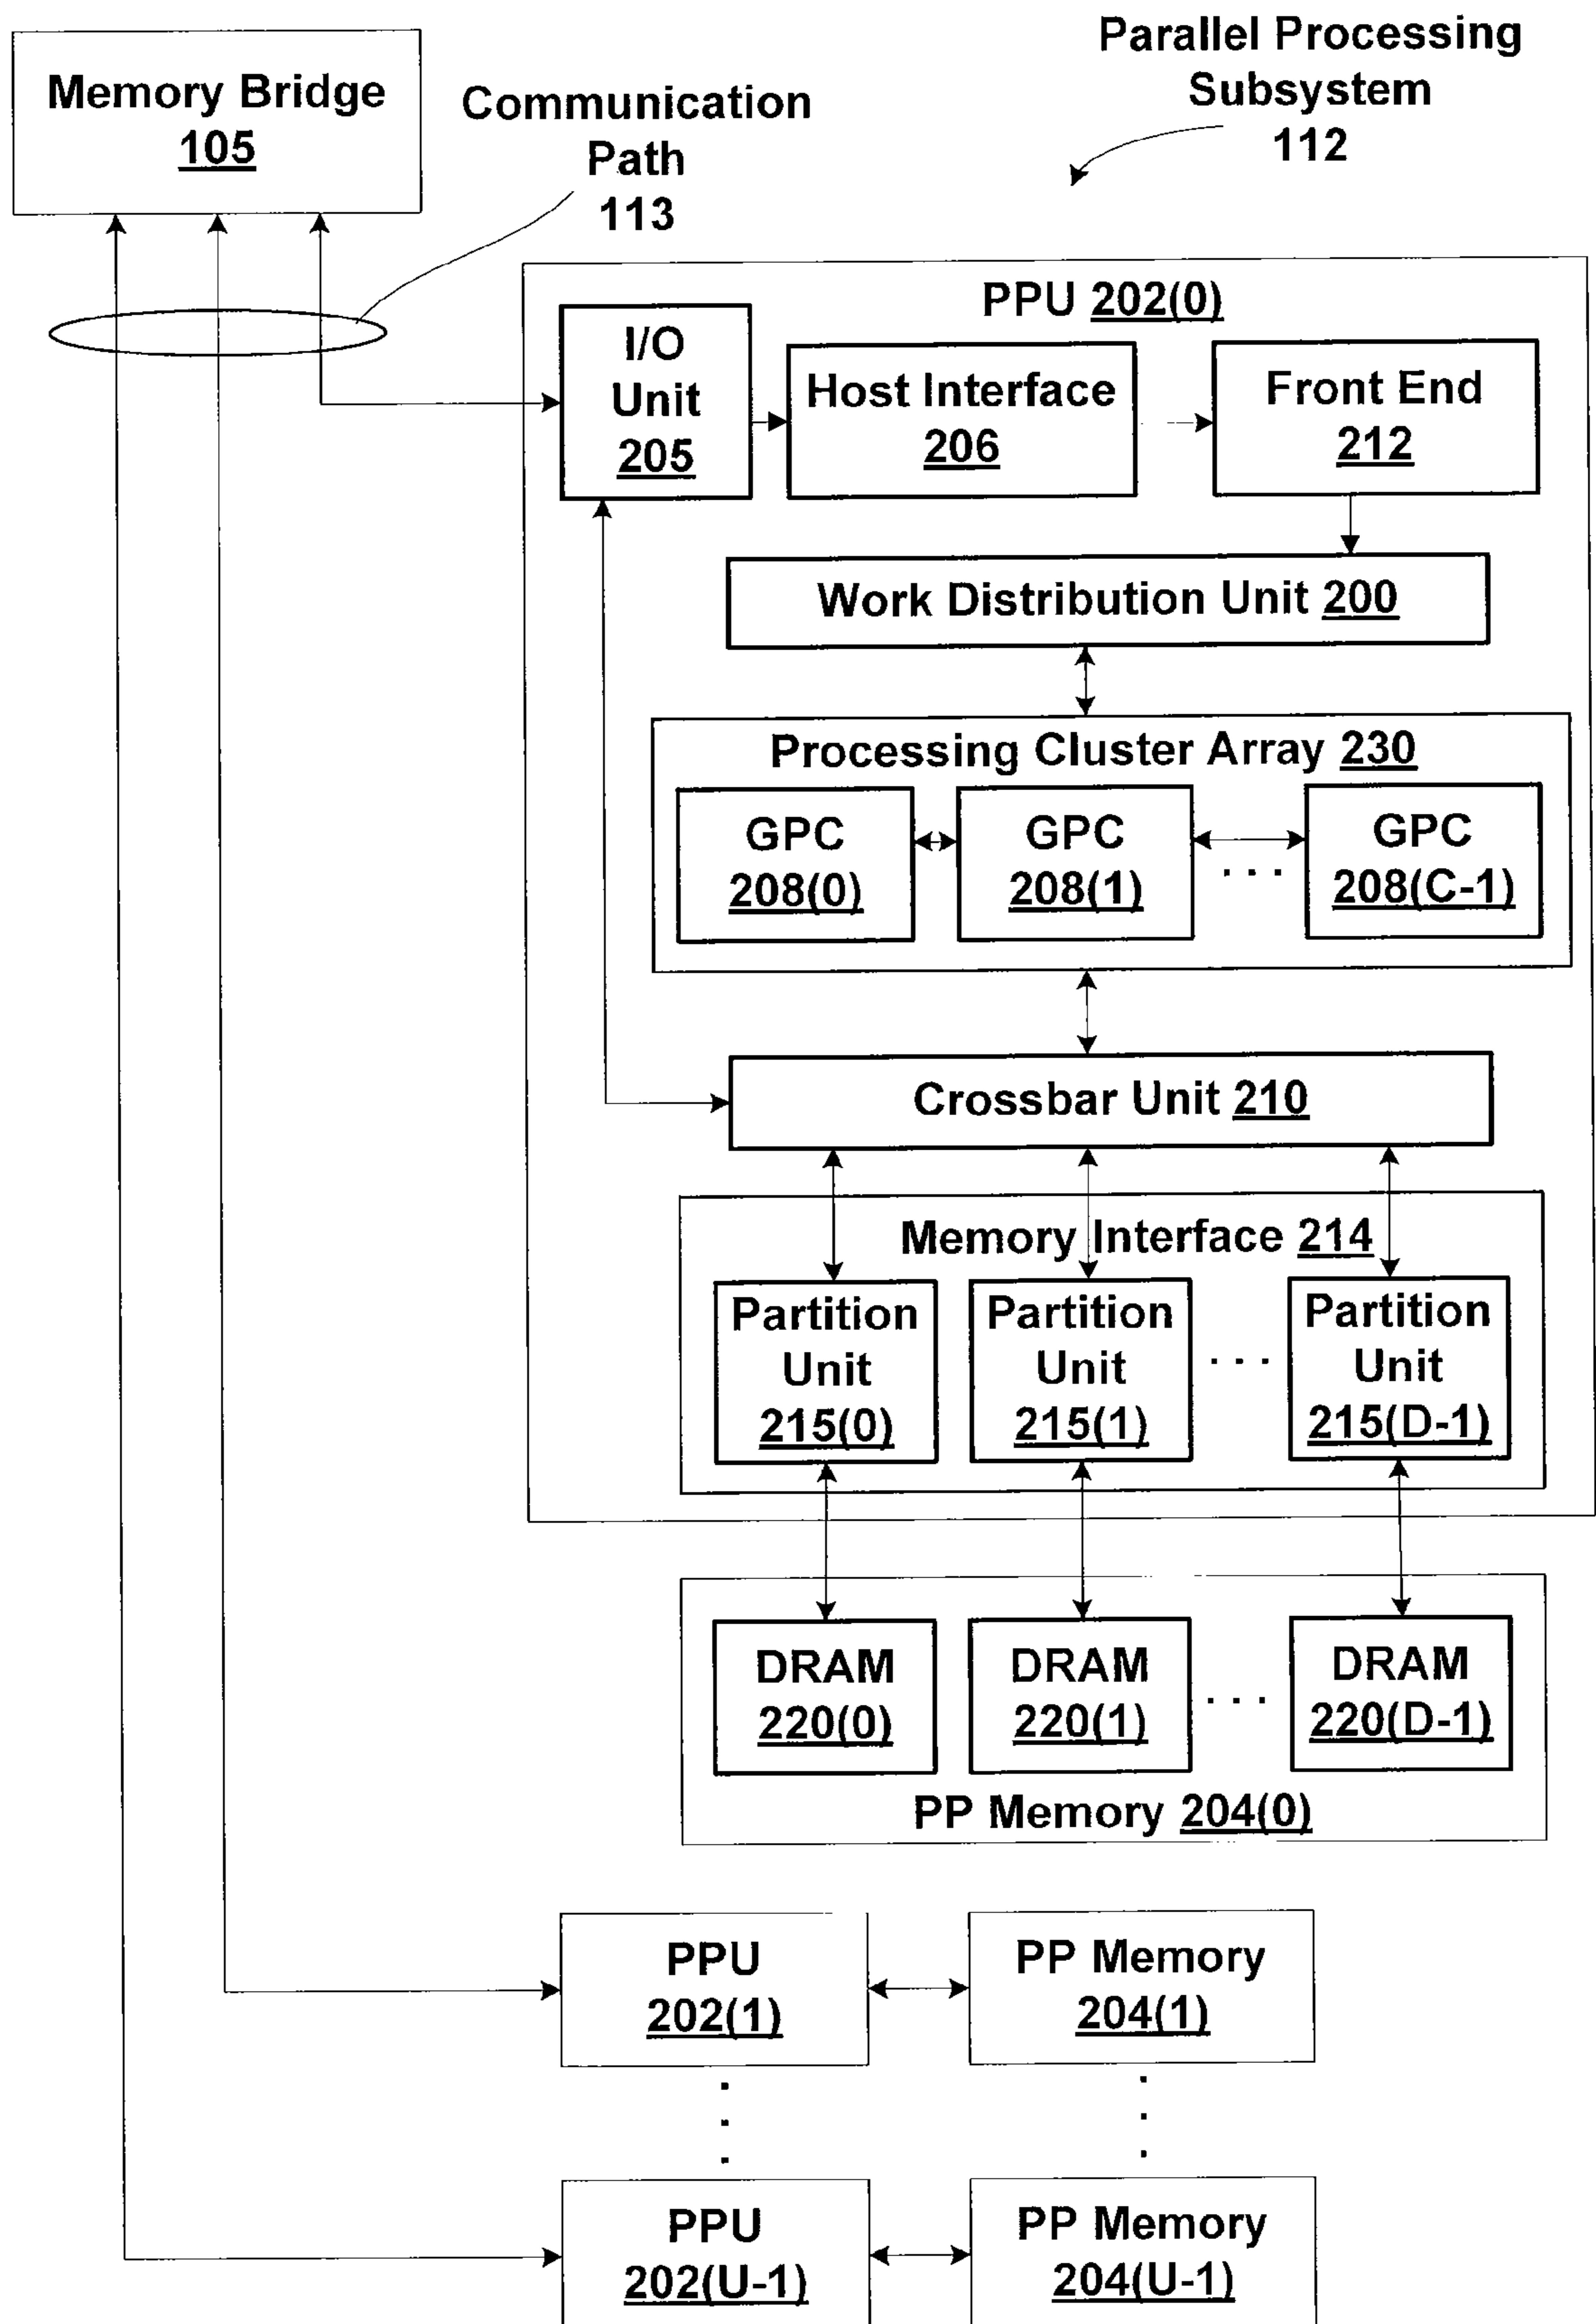 Parallel Processing
Subsystem
112
Memory Bridge
105
Communication
Path
113
PPU 202(0)
I/O
Unit
205
Host Interface
206
Front End
212
Work Distribution Unit 200
Processing Cluster Array 230
GPC
208(0)
GPC
208(1)
. . .
GPC
208(C-1)
Crossbar Unit 210
Memory Interface 214
Partition
Unit
215(0)
Partition
Unit
215(1)
. . .
Partition
Unit
215(D-1)
DRAM
220(0)
DRAM
220(1)
. . .
DRAM
220(D-1)
PP Memory 204(0)
PPU
202(1)
PP Memory
204(1)
PPU
202(U-1)
PP Memory
204(U-1)